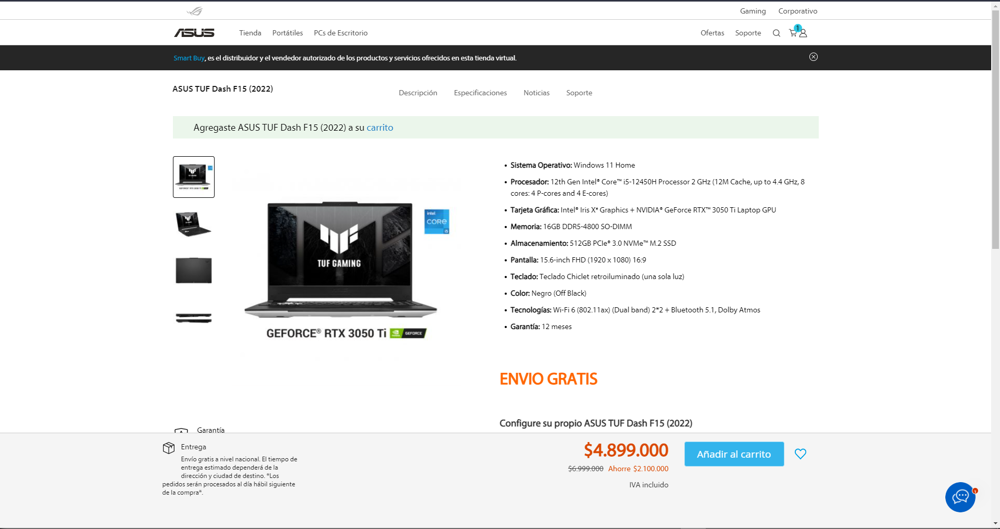 Gaming Corporativo
ASUS Tienda Portátiles PCs de Escritorio Ofertas Soporte 1
Smart Buy, es el distribuidor y el vendedor autorizado de los productos y servicios ofrecidos en esta tienda virtual.
ASUS TUF Dash F15 (2022)
Descripción Especificaciones Noticias Soporte
Agregaste ASUS TUF Dash F15 (2022) a su carrito
GEFORCE RTX 3050 Ti
intel
CORE
i5
TUF GAMING
GEFORCE® RTX 3050 Ti NVIDIA GEFORCE
• Sistema Operativo: Windows 11 Home
• Procesador: 12th Gen Intel® Core™ i5-12450H Processor 2 GHz (12M Cache, up to 4.4 GHz, 8
cores: 4 P-cores and 4 E-cores)
• Tarjeta Gráfica: Intel® Iris Xᵉ Graphics + NVIDIA® GeForce RTX™ 3050 Ti Laptop GPU
• Memoria: 16GB DDR5-4800 SO-DIMM
• Almacenamiento: 512GB PCIe® 3.0 NVMe™ M.2 SSD
• Pantalla: 15.6-inch FHD (1920 x 1080) 16:9
• Teclado: Teclado Chiclet retroiluminado (una sola luz)
• Color: Negro (Off Black)
• Tecnologías: Wi-Fi 6 (802.11ax) (Dual band) 2*2 + Bluetooth 5.1, Dolby Atmos
• Garantía: 12 meses
ENVIO GRATIS
Configure su propio ASUS TUF Dash F15 (2022)
Garantía
Entrega
Envío gratis a nivel nacional. El tiempo de
entrega estimado dependerá de la
dirección y ciudad de destino. *Los
pedidos serán procesados al día hábil siguiente
de la compra*.
$4.899.000
$6.999.000 Ahorre $2.100.000
IVA incluido
Añadir al carrito
1